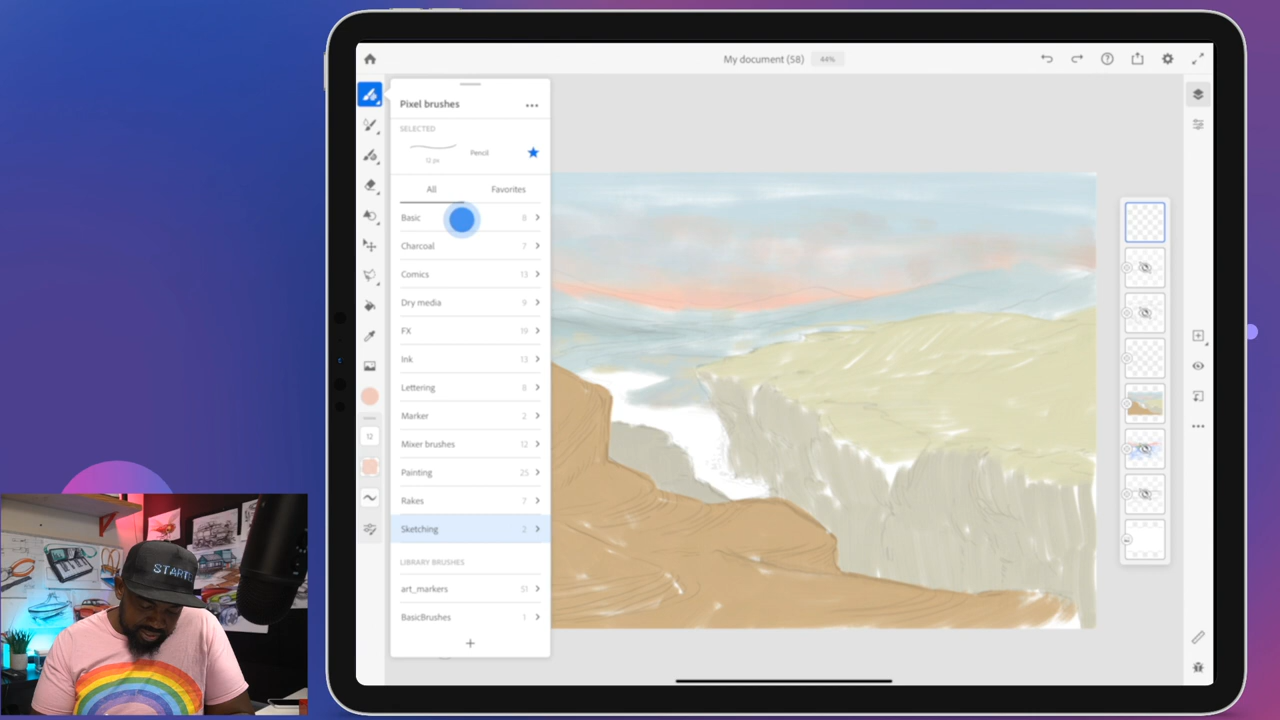 My document (58) 44%
Pixel brushes
SELECTED
12 px
Pencil
All Favorites
Basic 8
Charcoal 7
Comics 13
Dry media 9
FX 19
Ink 13
Lettering 8
Marker 2
Mixer brushes 12
Painting 25
Rakes 7
Sketching 2
LIBRARY BRUSHES
art_markers 51
BasicBrushes 1
12
START